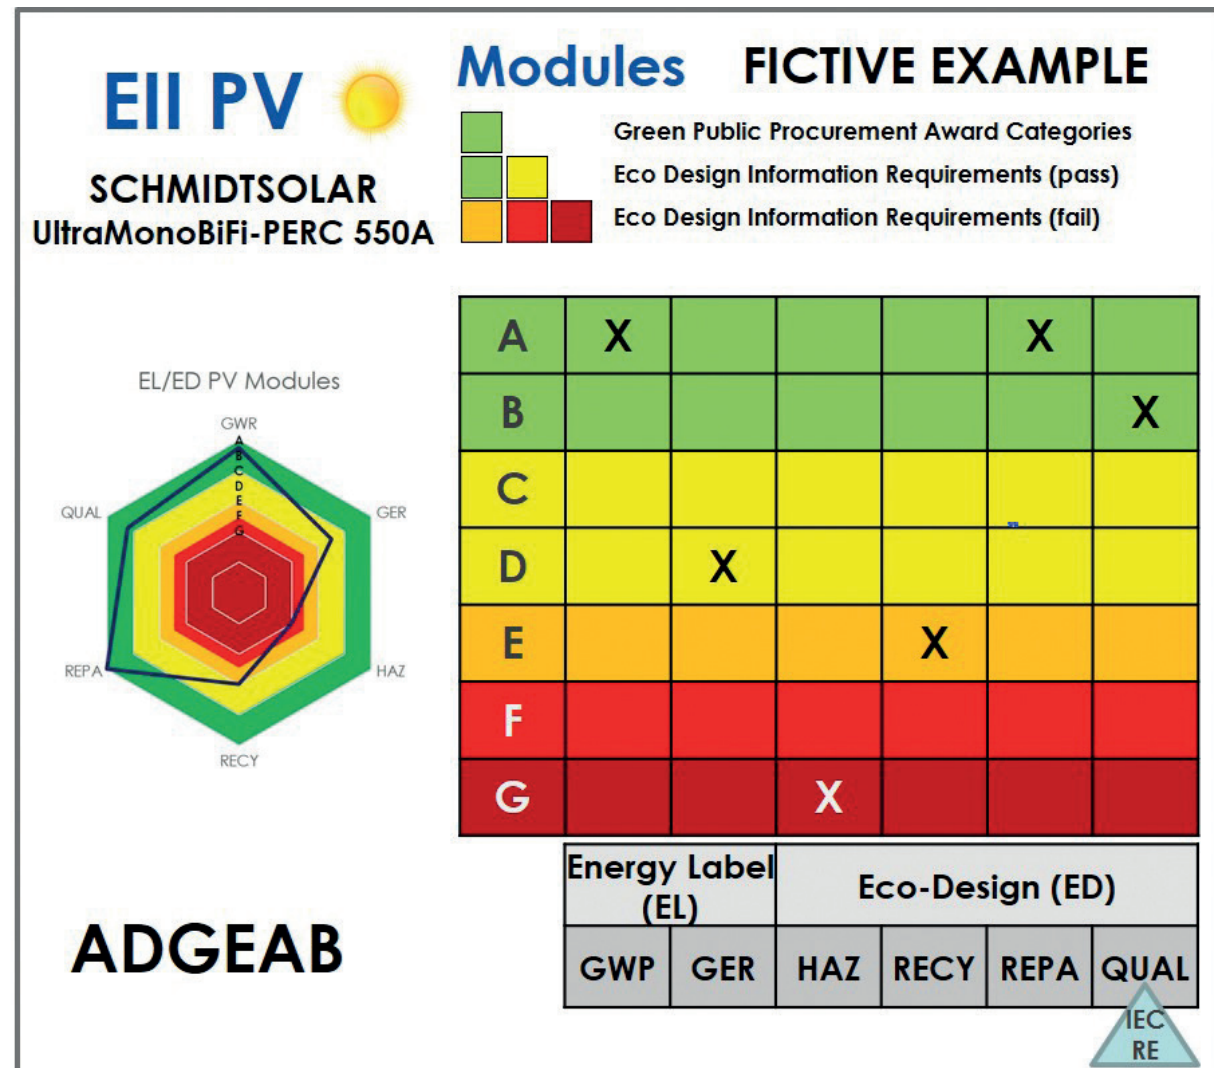 EII PV
Modules
FICTIVE EXAMPLE
SCHMIDTSOLAR
UltraMonoBiFi-PERC 550A
Green Public Procurement Award Categories
Eco Design Information Requirements (pass)
Eco Design Information Requirements (fail)
EL/ED PV Modules
GWR
A
B
C
D
E
F
G
QUAL
GER
REPA
HAZ
RECY
A X X
B X
C
D X
E X
F
G X
Energy Label
(EL)
Eco-Design (ED)
GWP GER HAZ RECY REPA QUAL
ADGEAB
IEC
RE